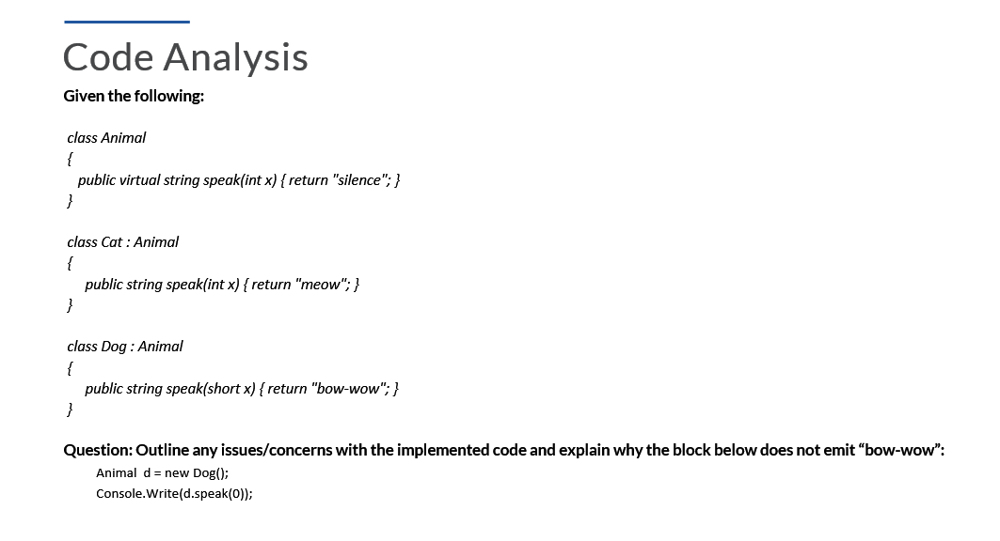 Code Analysis
Given the following:
class Animal
{
public virtual string speak(int x) { return "silence"; }
}
class Cat : Animal
{
public string speak(int x) { return "meow"; }
}
class Dog : Animal
{
public string speak(short x) { return "bow-wow"; }
}
Question: Outline any issues/concerns with the implemented code and explain why the block below does not emit “bow-wow”:
Animal d = new Dog();
Console.Write(d.speak(0));